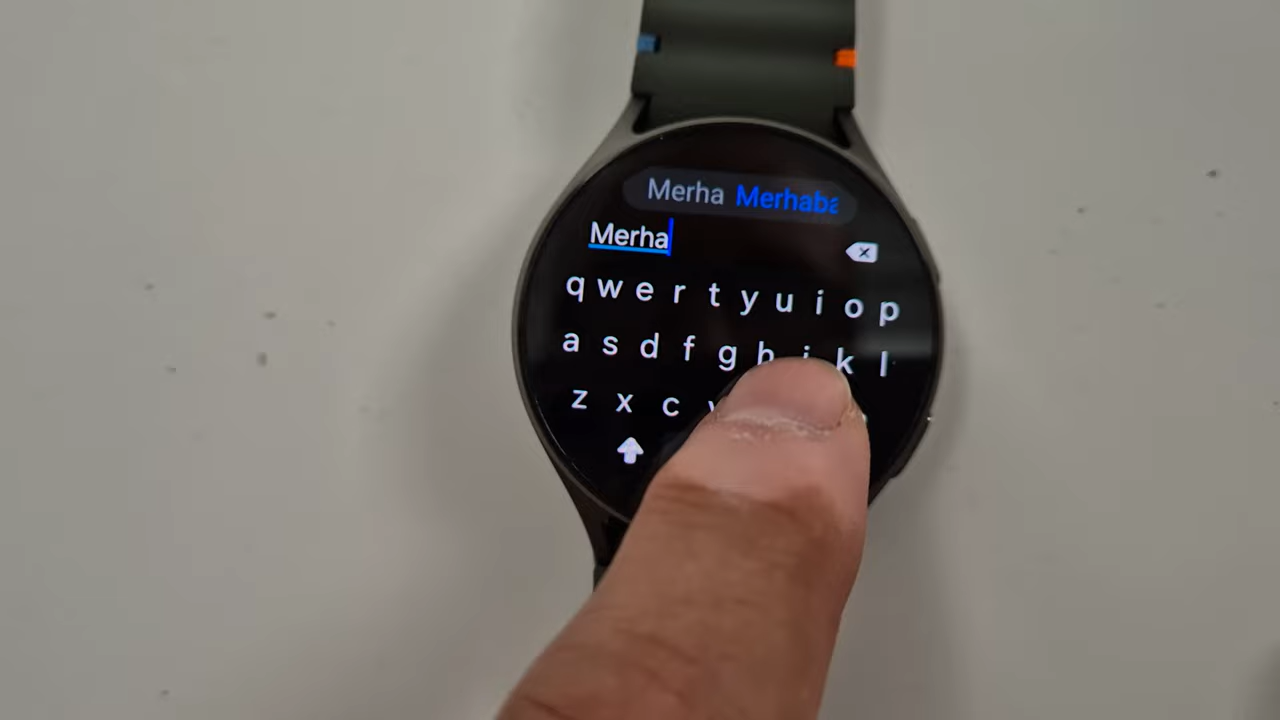 Merha Merhaba
Merha
q w e r t y u i o p
a s d f g h j k l
z x c v